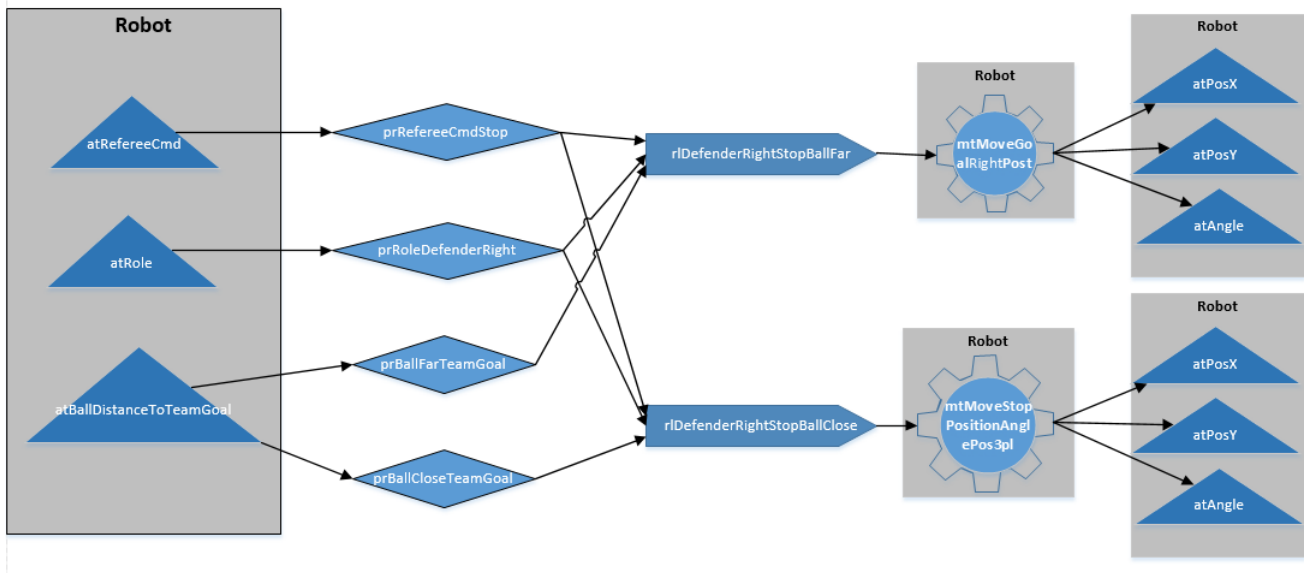 Robot
atRefereeCmd
atRole
atBallDistanceToTeamGoal
prRefereeCmdStop
prRoleDefenderRight
prBallFarTeamGoal
prBallCloseTeamGoal
rlDefenderRightStopBallFar
rlDefenderRightStopBallClose
Robot
mtMoveGo
alRightPost
Robot
mtMoveStop
PositionAngl
ePos3pl
Robot
atPosX
atPosY
atAngle
Robot
atPosX
atPosY
atAngle